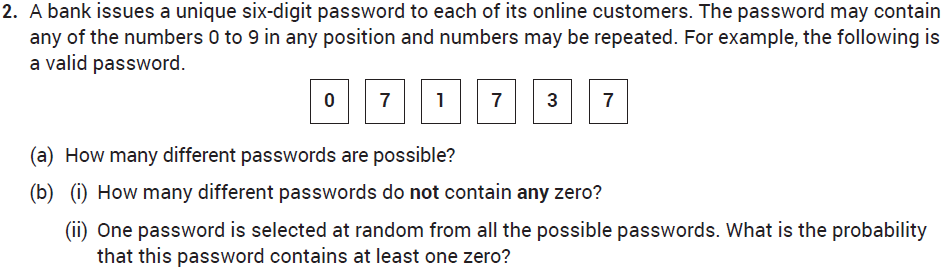 2. A bank issues a unique six-digit password to each of its online customers. The password may contain
any of the numbers 0 to 9 in any position and numbers may be repeated. For example, the following is
a valid password.
0 7 1 7 3 7
(a) How many different passwords are possible?
(b) (i) How many different passwords do not contain any zero?
(ii) One password is selected at random from all the possible passwords. What is the probability
that this password contains at least one zero?